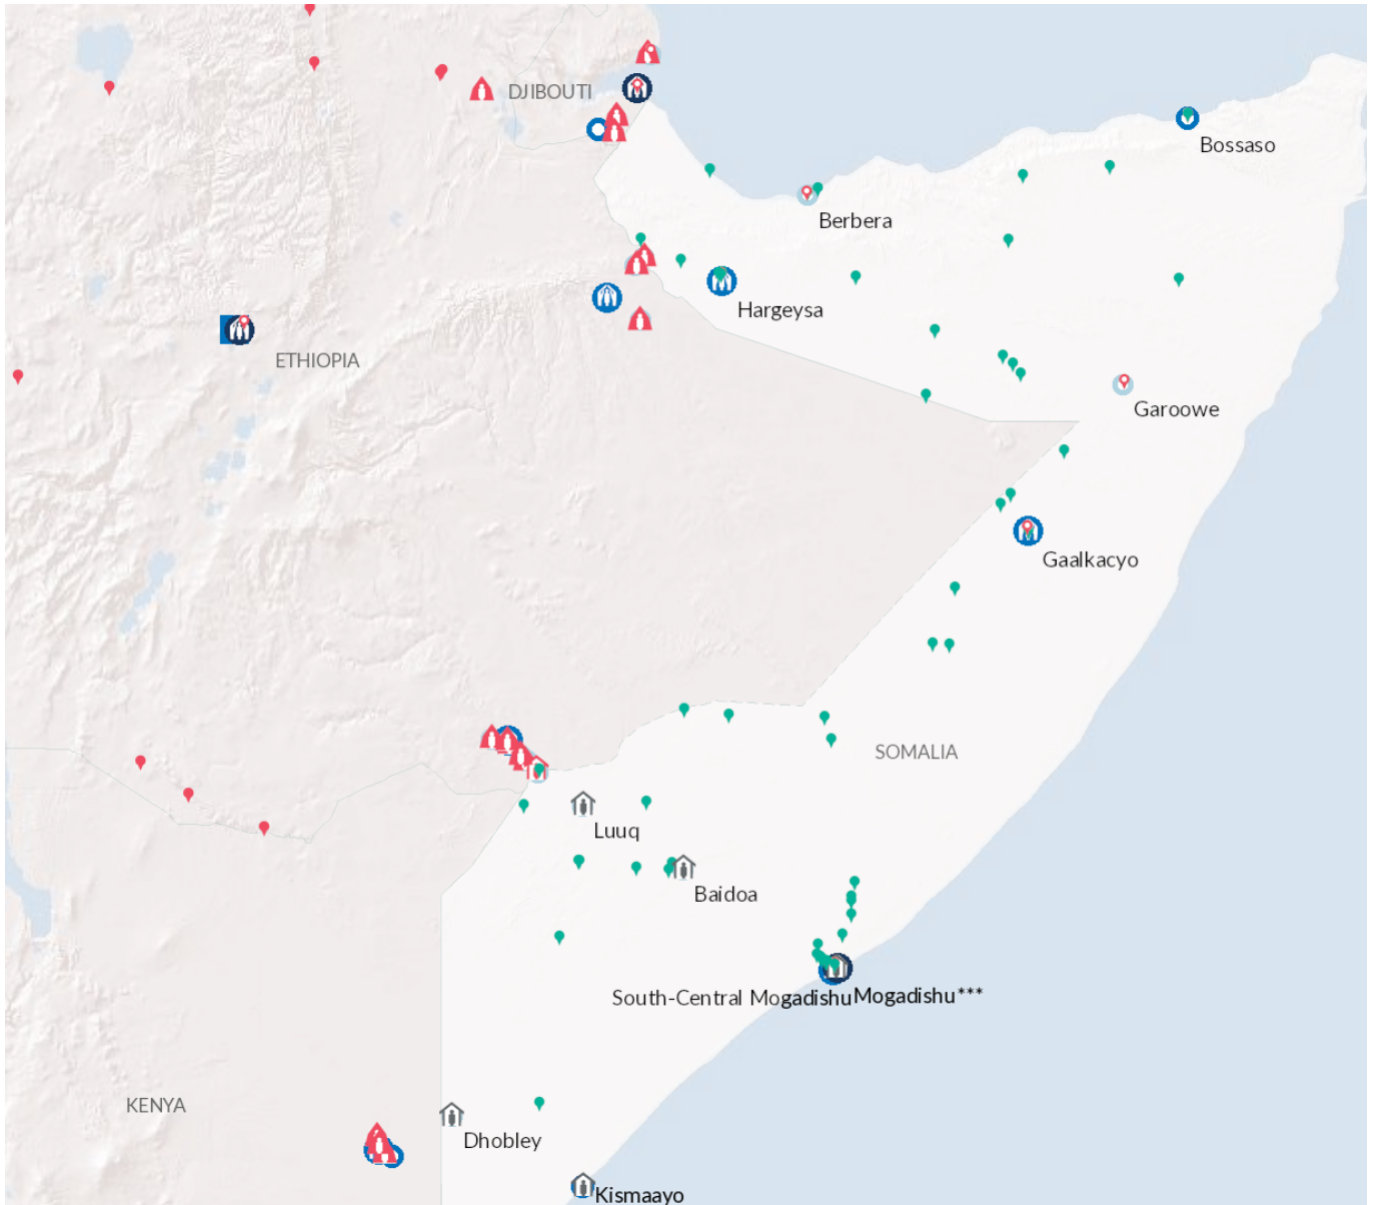 DJIBOUTI
Bossaso
Berbera
Hargeysa
ETHIOPIA
Garoowe
Gaalkacyo
SOMALIA
Luuq
Baidoa
South-Central Mogadishu
Mogadishu***
KENYA
Dhobley
Kismaayo